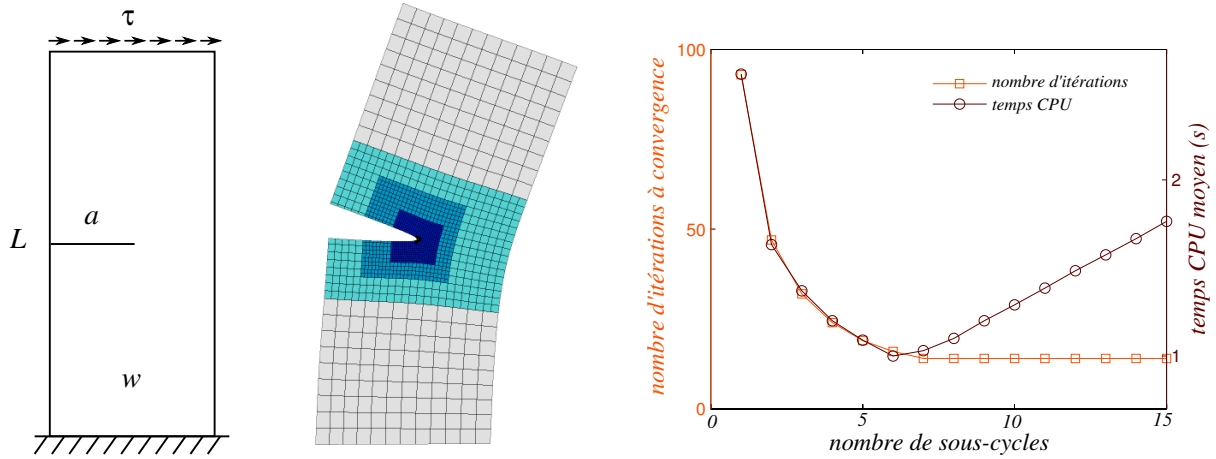 τ
a
L
w
nombre d'itérations à convergence
100
50
0
nombre d'itérations
temps CPU
2
1
temps CPU moyen (s)
0
5
10
15
nombre de sous-cycles